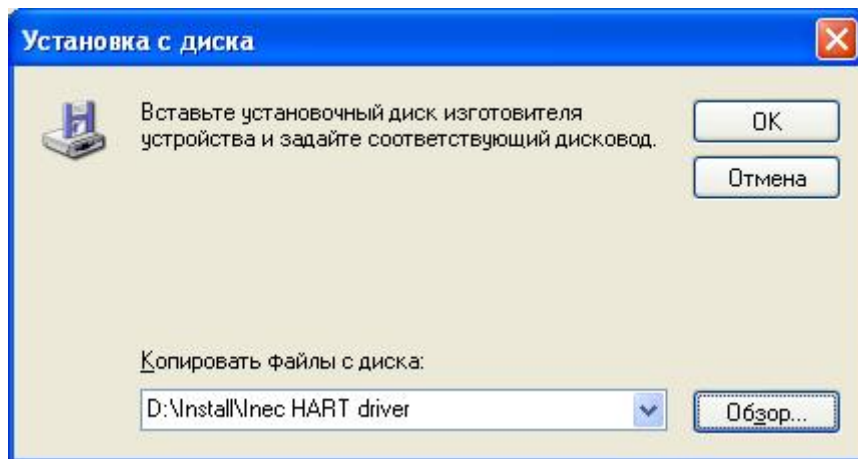 Установка с диска
Вставьте установочный диск изготовителя
устройства и задайте соответствующий дисковод.
OK
Отмена
Копировать файлы с диска:
D:\Install\Inec HART driver
Обзор...